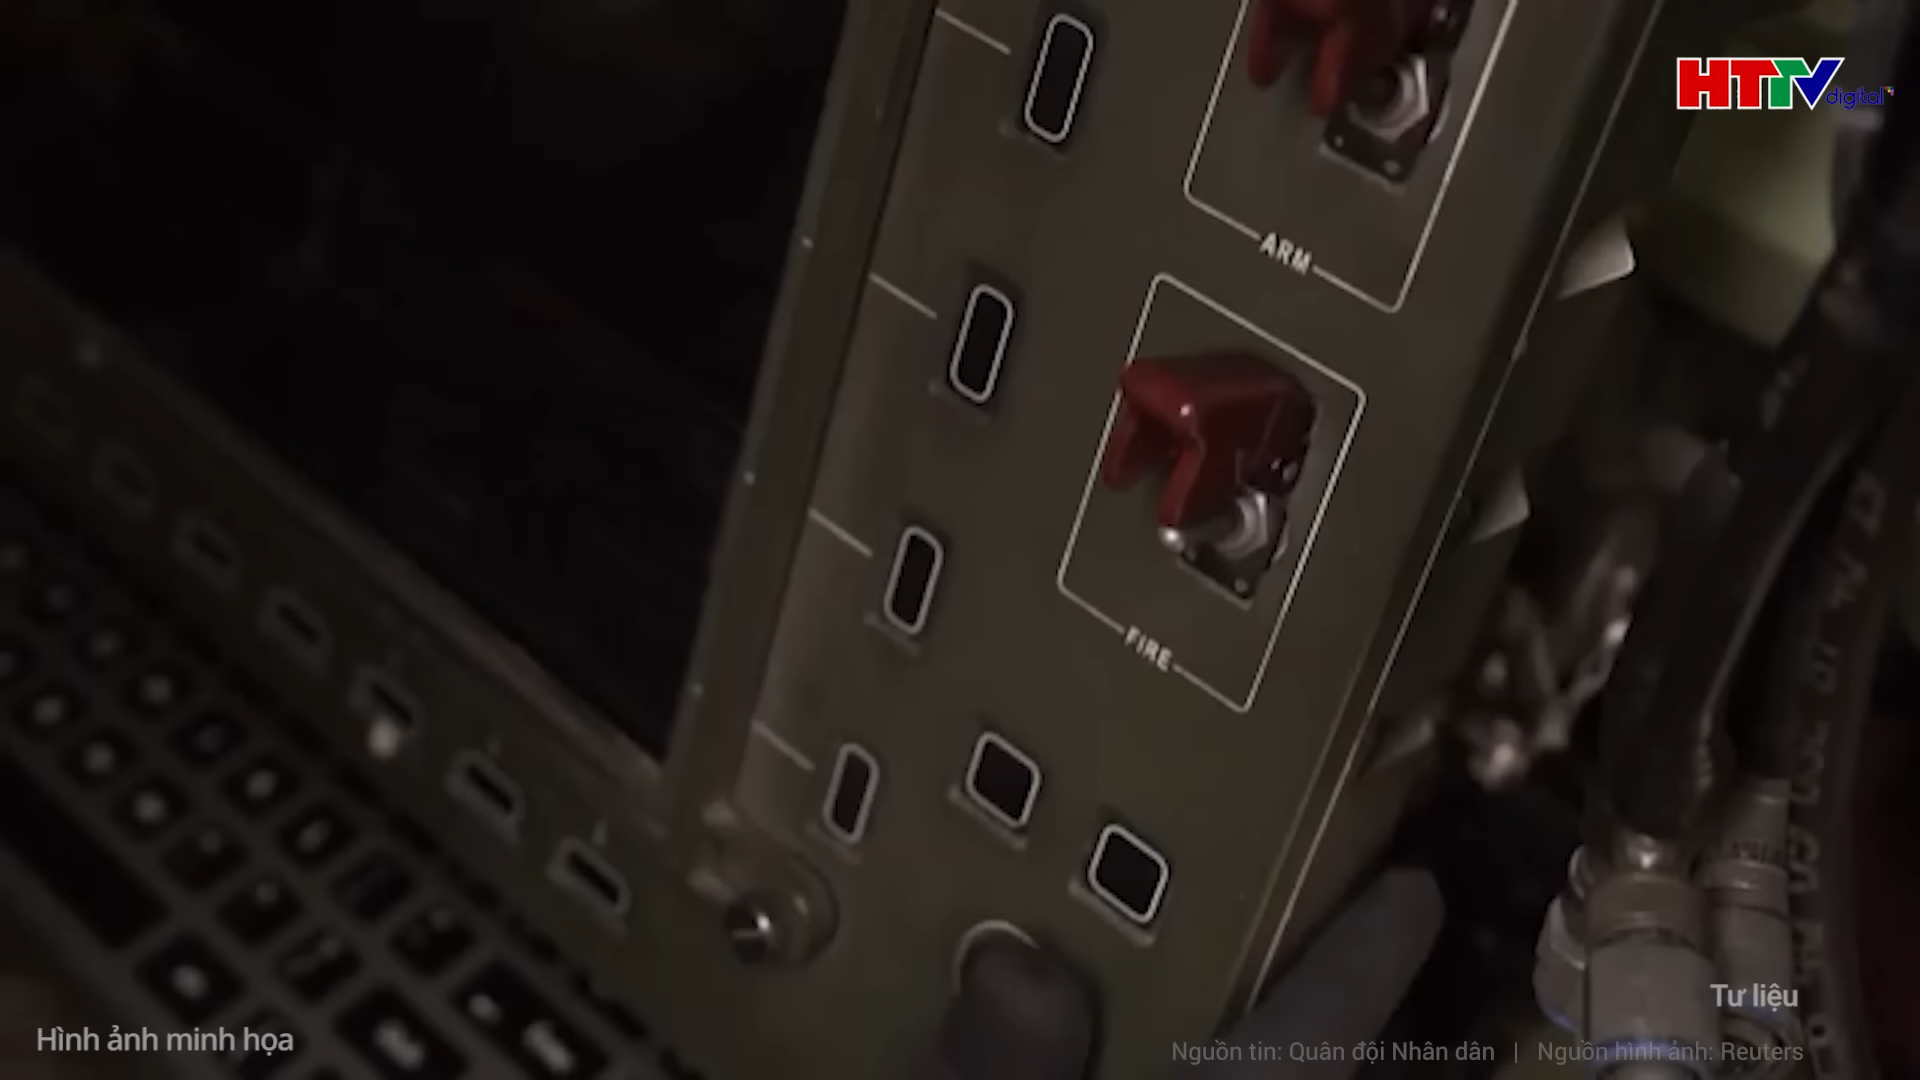 HTTV digital
ARM
FIRE
Tư liệu
Hình ảnh minh họa
Nguồn tin: Quân đội Nhân dân | Nguồn hình ảnh: Reuters